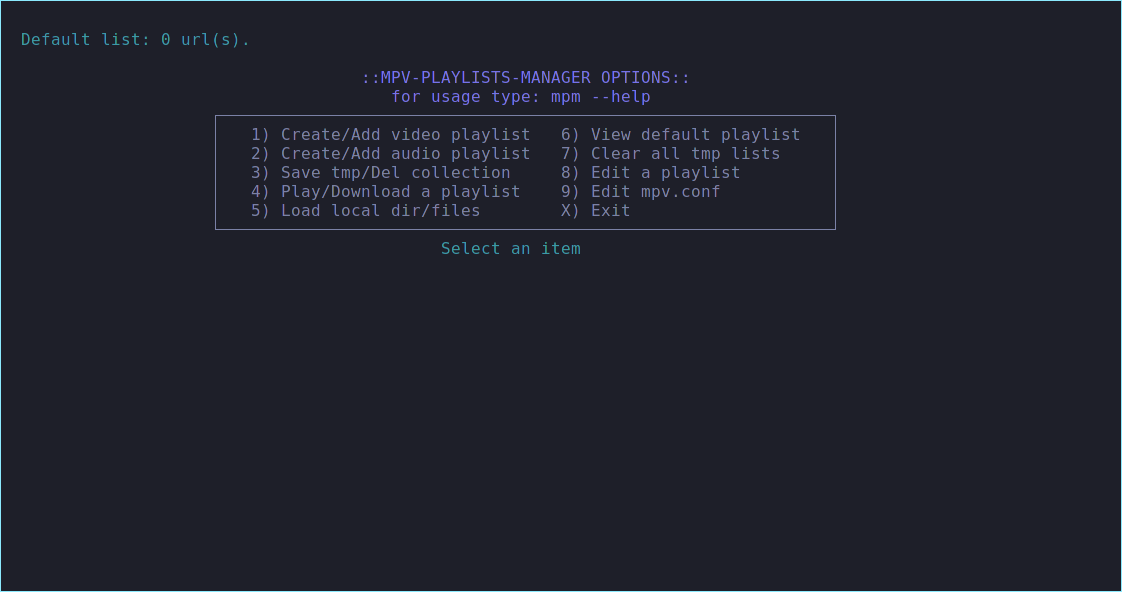 Default list: 0 url(s).
::MPV-PLAYLISTS-MANAGER OPTIONS::
for usage type: mpm --help
1) Create/Add video playlist   6) View default playlist
2) Create/Add audio playlist   7) Clear all tmp lists
3) Save tmp/Del collection     8) Edit a playlist
4) Play/Download a playlist    9) Edit mpv.conf
5) Load local dir/files        X) Exit
Select an item